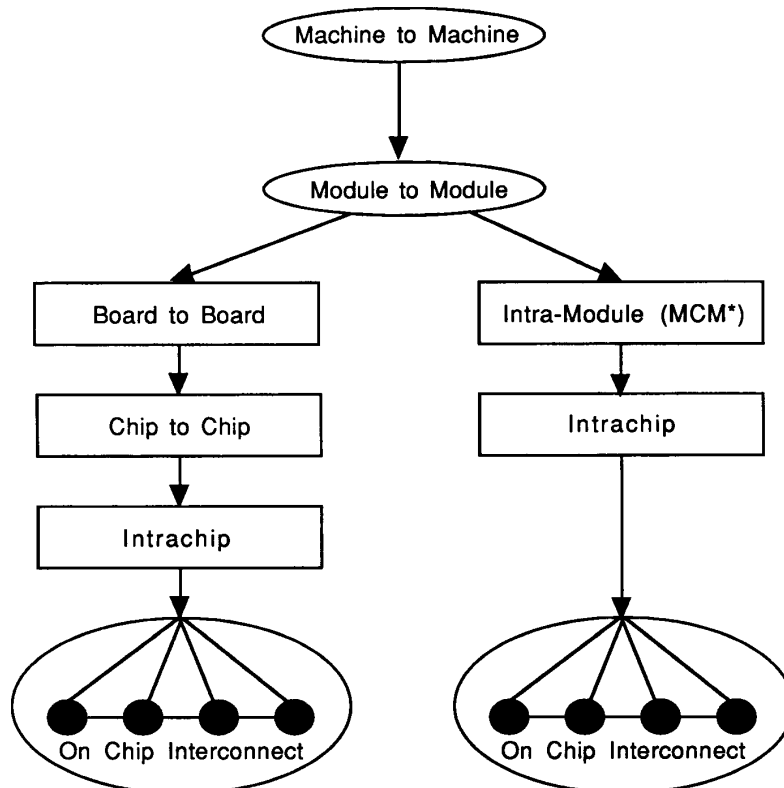 Machine to Machine
Module to Module
Board to Board
Intra-Module (MCM*)
Chip to Chip
Intrachip
Intrachip
On Chip Interconnect
On Chip Interconnect